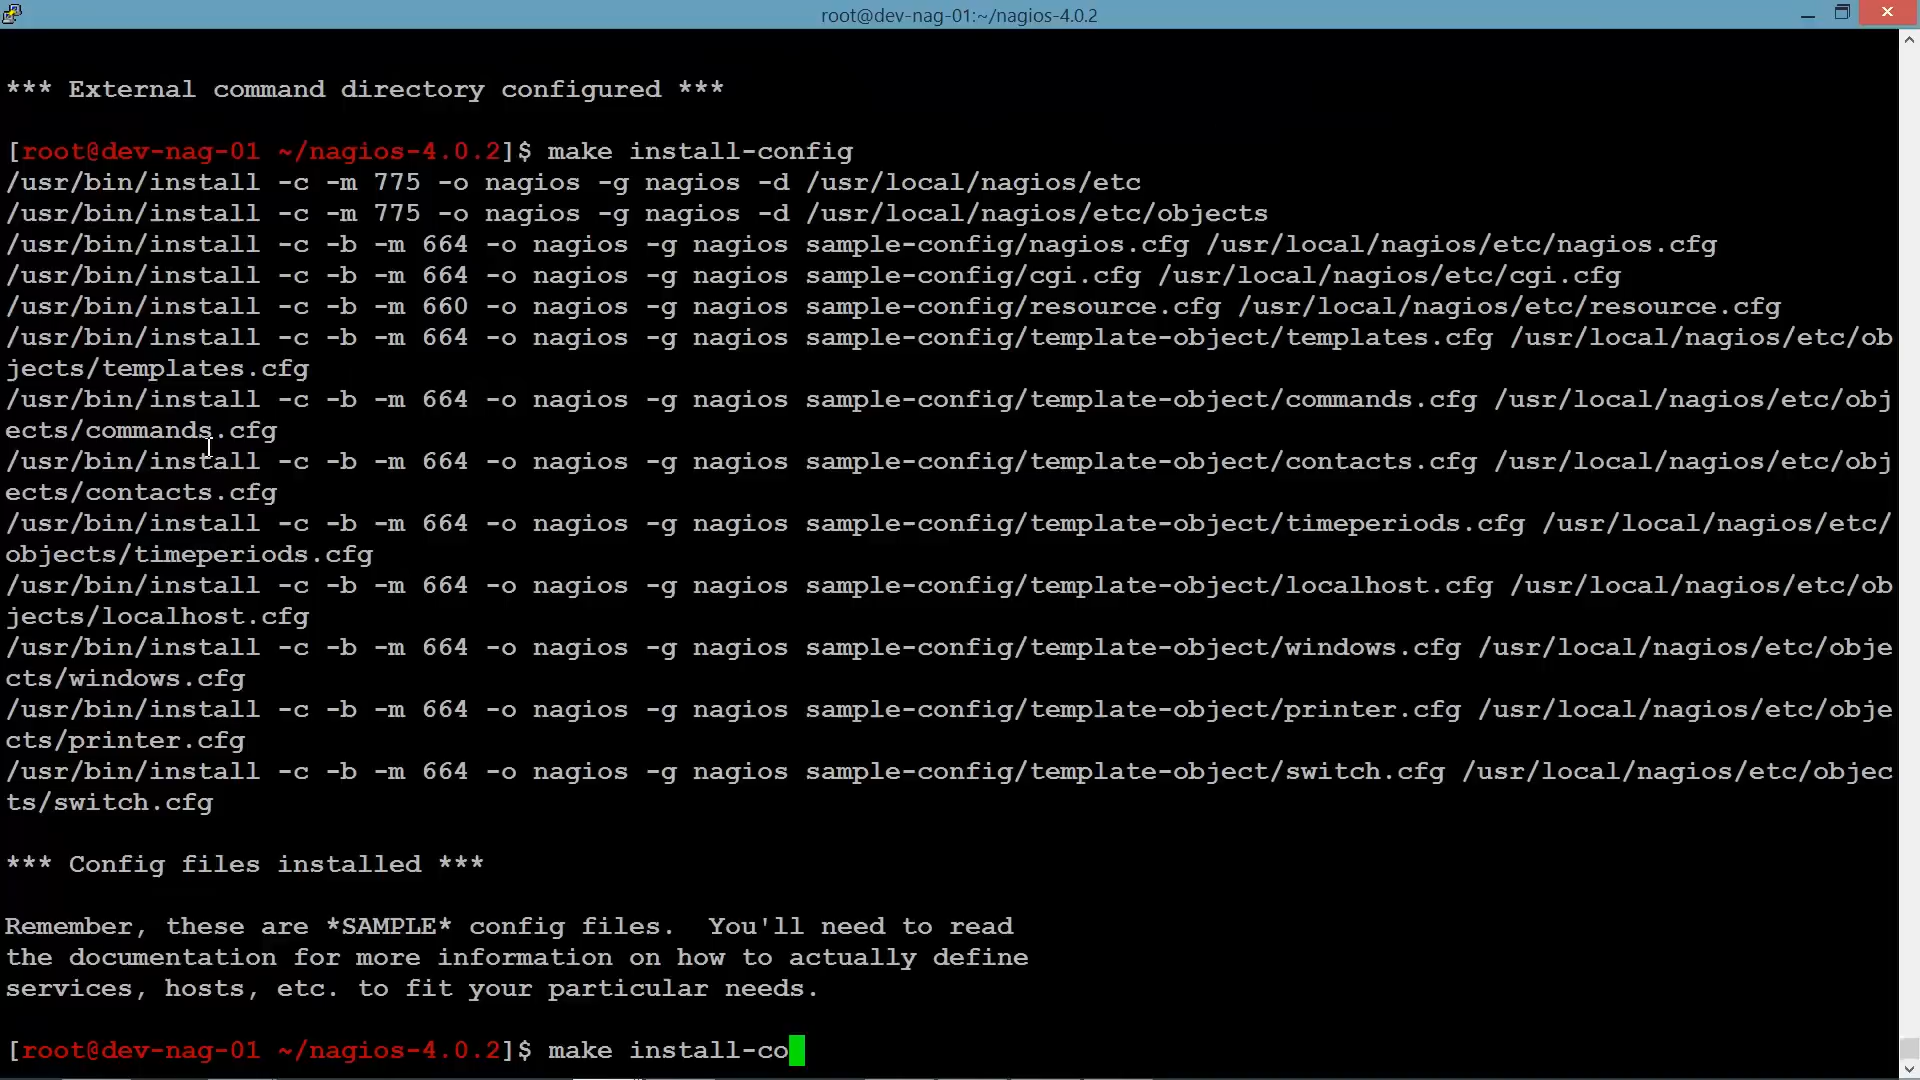 root@dev-nag-01:~/nagios-4.0.2
*** External command directory configured ***
[root@dev-nag-01 ~/nagios-4.0.2]$ make install-config
/usr/bin/install -c -m 775 -o nagios -g nagios -d /usr/local/nagios/etc
/usr/bin/install -c -m 775 -o nagios -g nagios -d /usr/local/nagios/etc/objects
/usr/bin/install -c -b -m 664 -o nagios -g nagios sample-config/nagios.cfg /usr/local/nagios/etc/nagios.cfg
/usr/bin/install -c -b -m 664 -o nagios -g nagios sample-config/cgi.cfg /usr/local/nagios/etc/cgi.cfg
/usr/bin/install -c -b -m 660 -o nagios -g nagios sample-config/resource.cfg /usr/local/nagios/etc/resource.cfg
/usr/bin/install -c -b -m 664 -o nagios -g nagios sample-config/template-object/templates.cfg /usr/local/nagios/etc/ob
jects/templates.cfg
/usr/bin/install -c -b -m 664 -o nagios -g nagios sample-config/template-object/commands.cfg /usr/local/nagios/etc/obj
ects/commands.cfg
/usr/bin/install -c -b -m 664 -o nagios -g nagios sample-config/template-object/contacts.cfg /usr/local/nagios/etc/obj
ects/contacts.cfg
/usr/bin/install -c -b -m 664 -o nagios -g nagios sample-config/template-object/timeperiods.cfg /usr/local/nagios/etc/
objects/timeperiods.cfg
/usr/bin/install -c -b -m 664 -o nagios -g nagios sample-config/template-object/localhost.cfg /usr/local/nagios/etc/ob
jects/localhost.cfg
/usr/bin/install -c -b -m 664 -o nagios -g nagios sample-config/template-object/windows.cfg /usr/local/nagios/etc/obje
cts/windows.cfg
/usr/bin/install -c -b -m 664 -o nagios -g nagios sample-config/template-object/printer.cfg /usr/local/nagios/etc/obje
cts/printer.cfg
/usr/bin/install -c -b -m 664 -o nagios -g nagios sample-config/template-object/switch.cfg /usr/local/nagios/etc/objec
ts/switch.cfg
*** Config files installed ***
Remember, these are *SAMPLE* config files.  You'll need to read
the documentation for more information on how to actually define
services, hosts, etc. to fit your particular needs.
[root@dev-nag-01 ~/nagios-4.0.2]$ make install-co